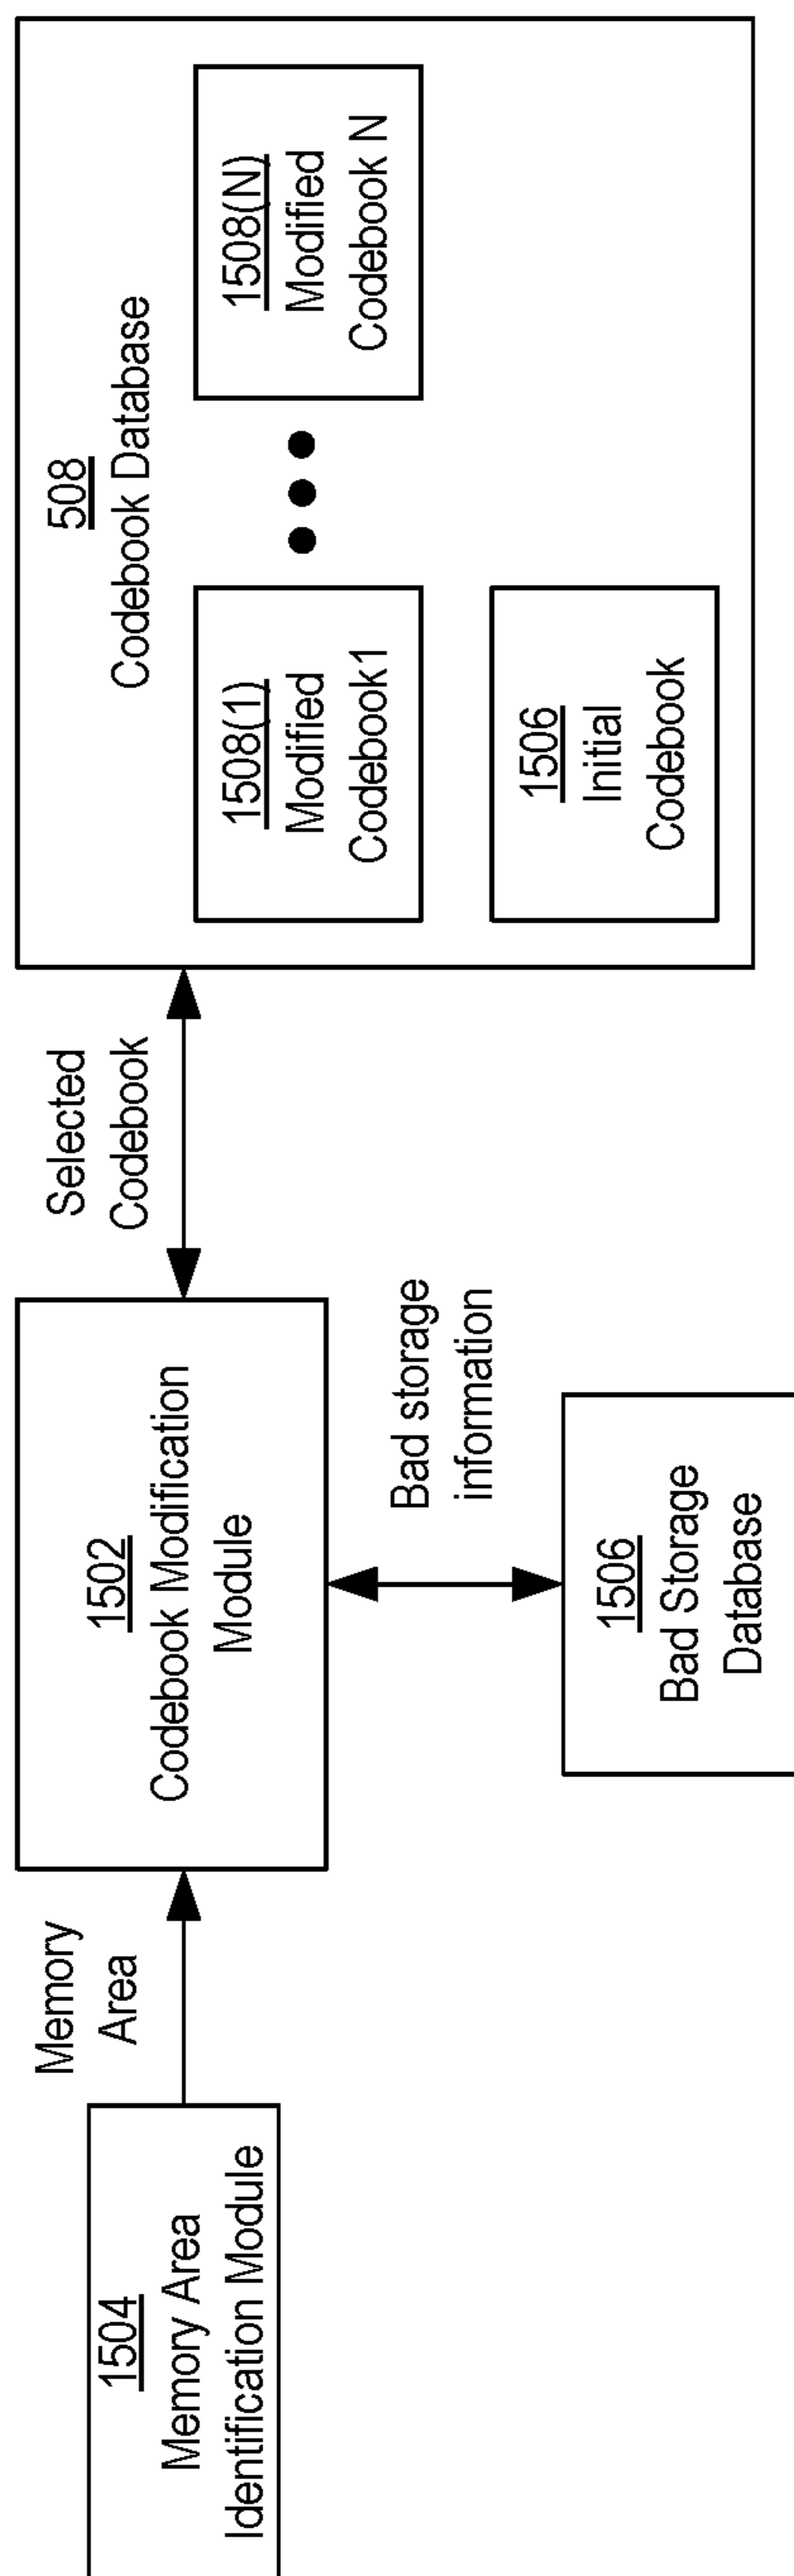 1504
Memory Area
Identification Module
Memory
Area
1502
Codebook Modification
Module
Bad storage
information
1506
Bad Storage
Database
Selected
Codebook
508
Codebook Database
1508(1)
Modified
Codebook1
1508(N)
Modified
Codebook N
1506
Initial
Codebook